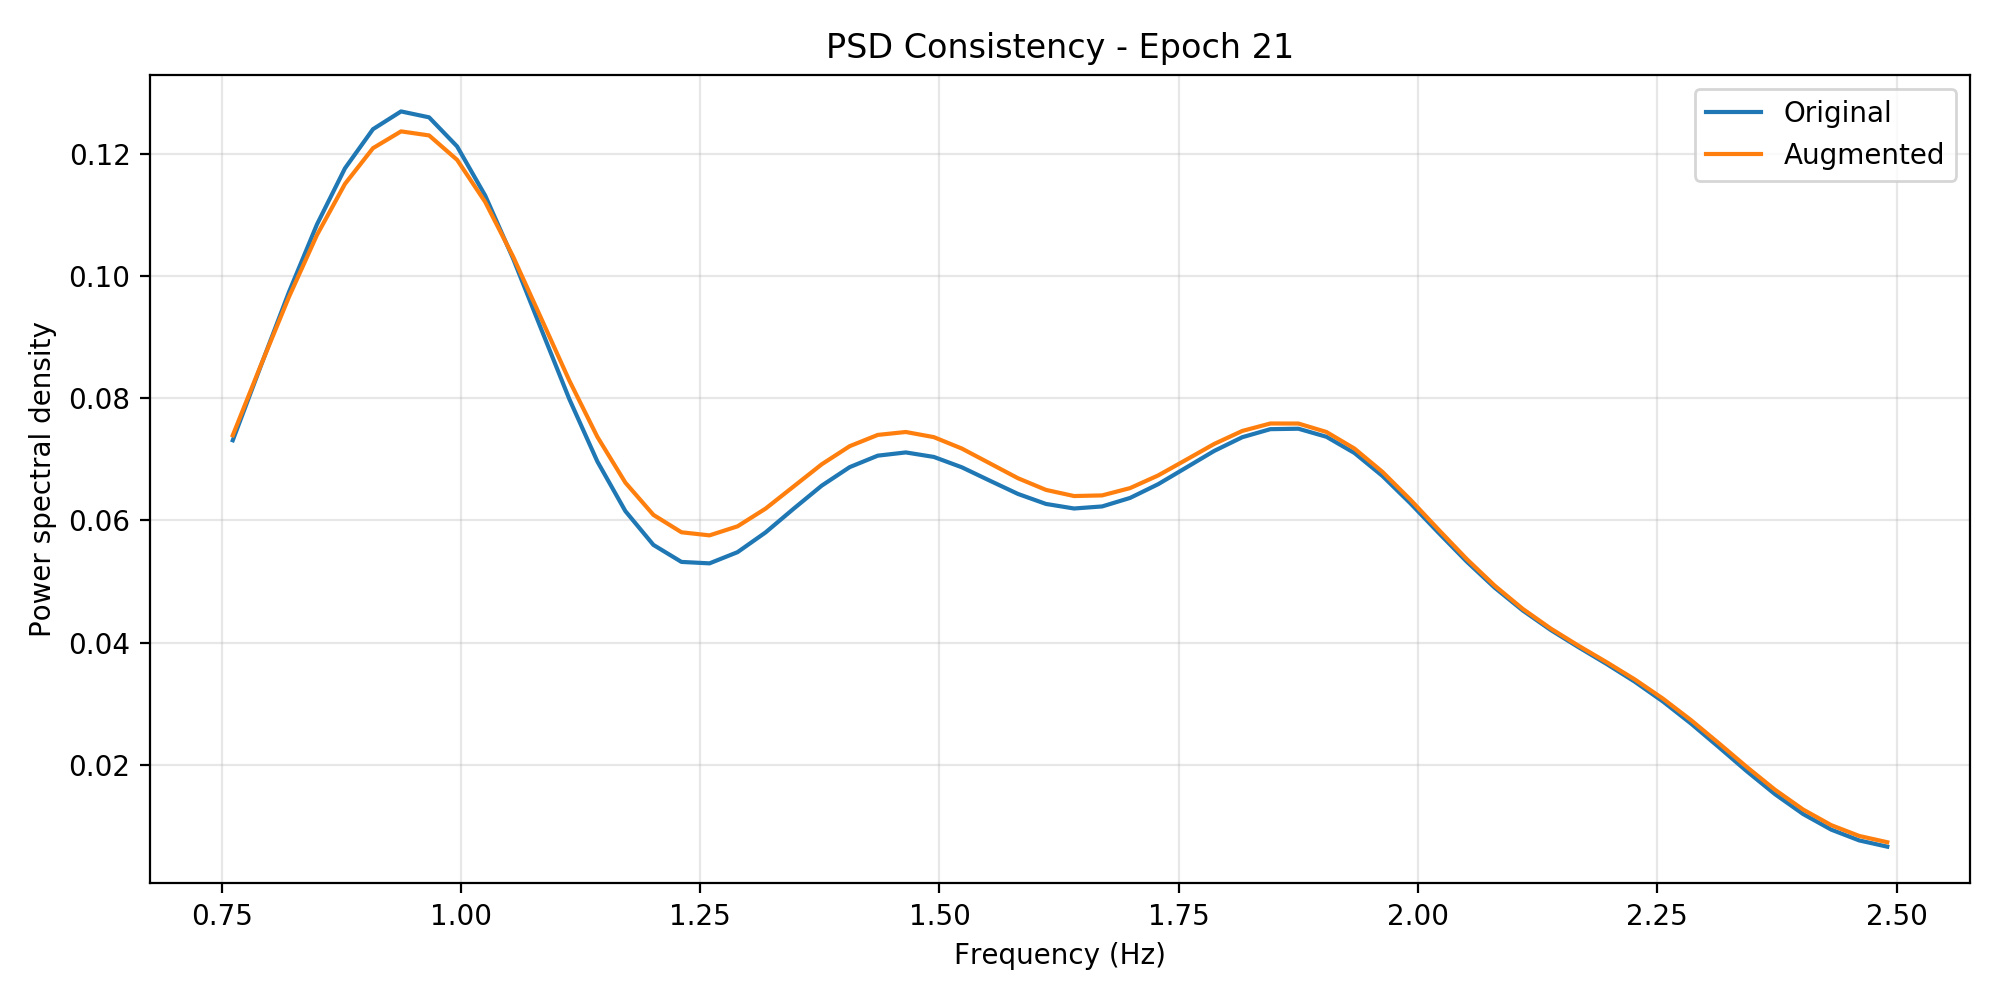 PSD Consistency - Epoch 21
Original
Augmented
0.12
0.10
0.08
0.06
0.04
0.02
Power spectral density
0.75 1.00 1.25 1.50 1.75 2.00 2.25 2.50
Frequency (Hz)